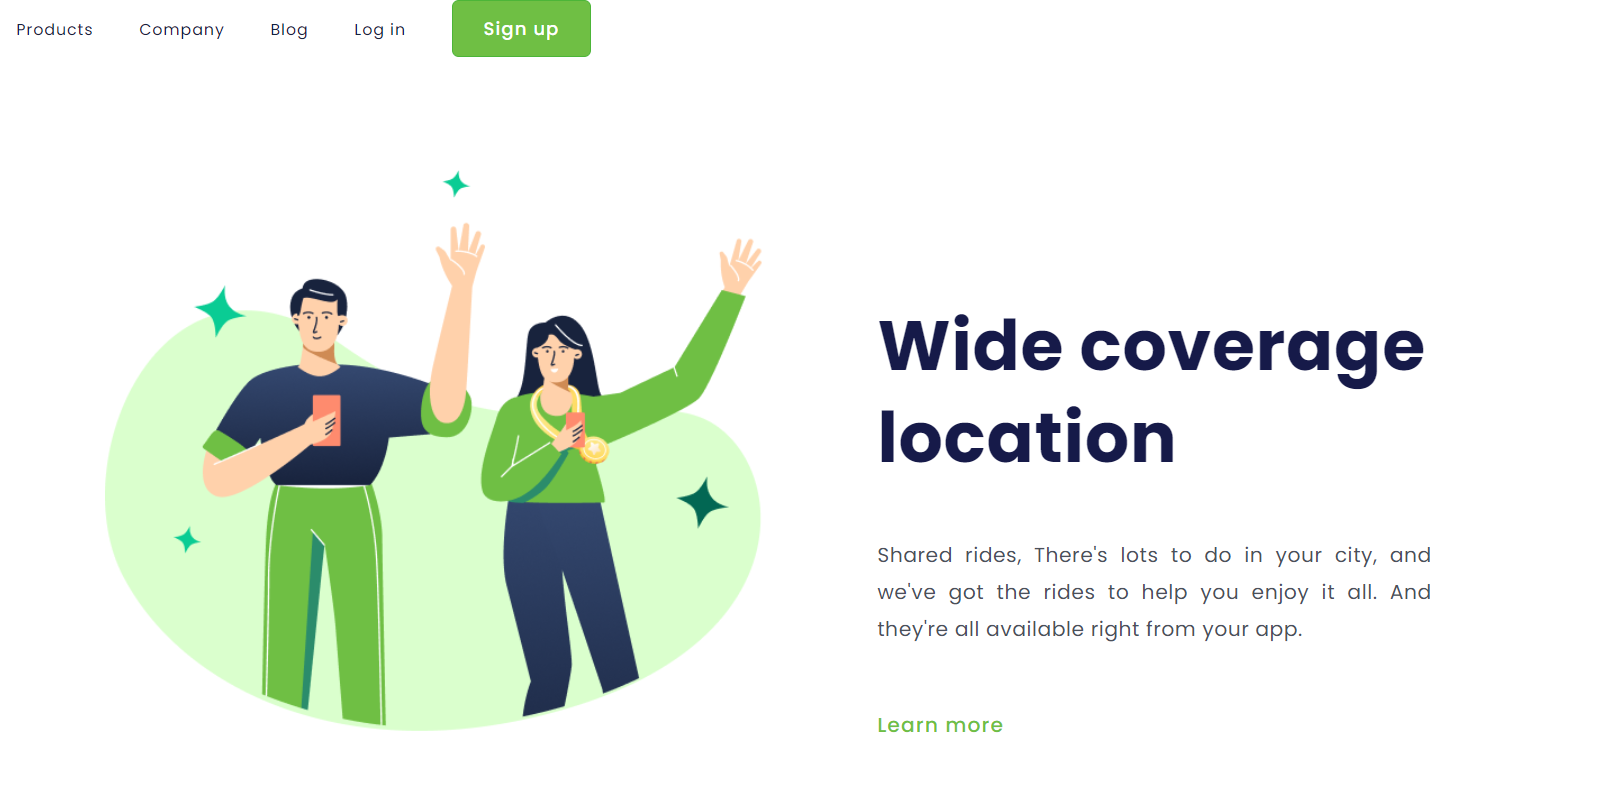 Products Company Blog Log in Sign up
Wide coverage
location
Shared rides, There's lots to do in your city, and
we've got the rides to help you enjoy it all. And
they're all available right from your app.
Learn more